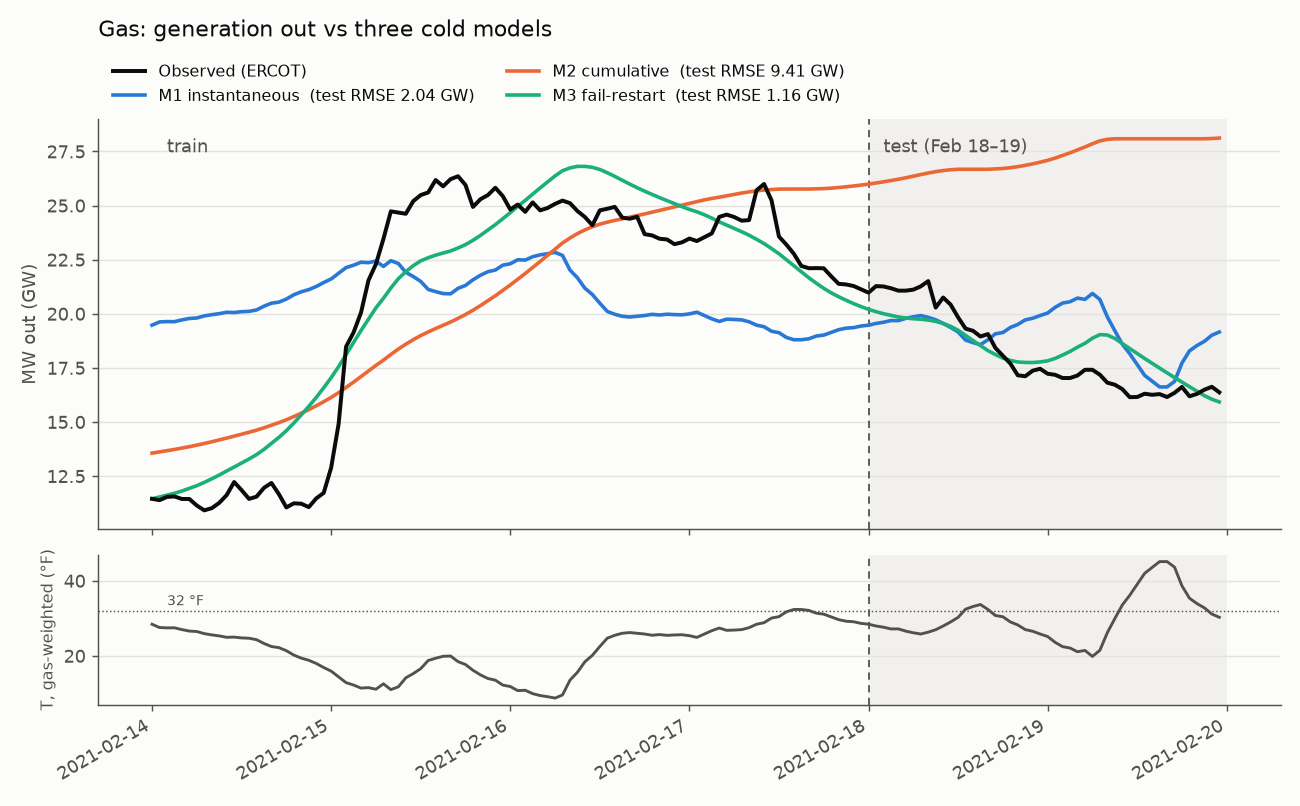 Gas: generation out vs three cold models
Observed (ERCOT)
M1 instantaneous  (test RMSE 2.04 GW)
M2 cumulative  (test RMSE 9.41 GW)
M3 fail-restart  (test RMSE 1.16 GW)
train
test (Feb 18–19)
MW out (GW)
27.5
25.0
22.5
20.0
17.5
15.0
12.5
T, gas-weighted (°F)
40
20
32 °F
2021-02-14
2021-02-15
2021-02-16
2021-02-17
2021-02-18
2021-02-19
2021-02-20